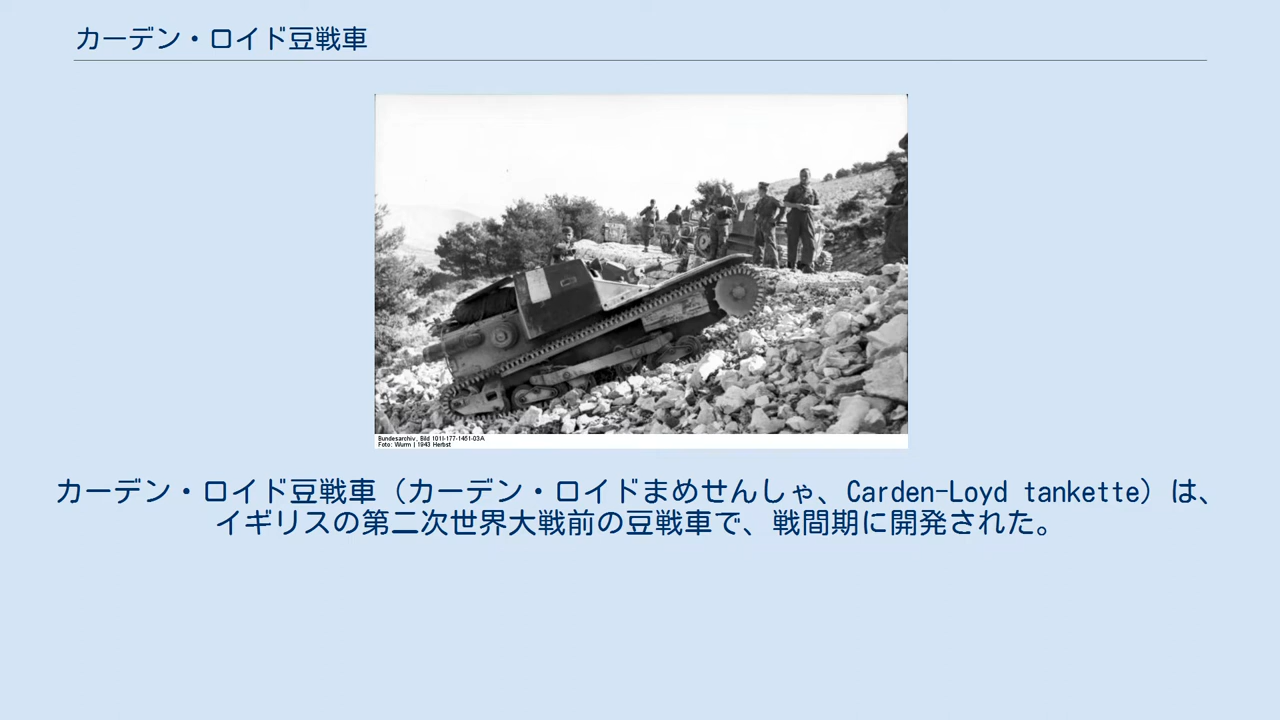 カーデン・ロイド豆戦車
Bundesarchiv, Bild 101I-177-1451-03A
Foto: Wurm | 1943 Herbst
カーデン・ロイド豆戦車（カーデン・ロイドまめせんしゃ、Carden-Loyd tankette）は、
イギリスの第二次世界大戦前の豆戦車で、戦間期に開発された。